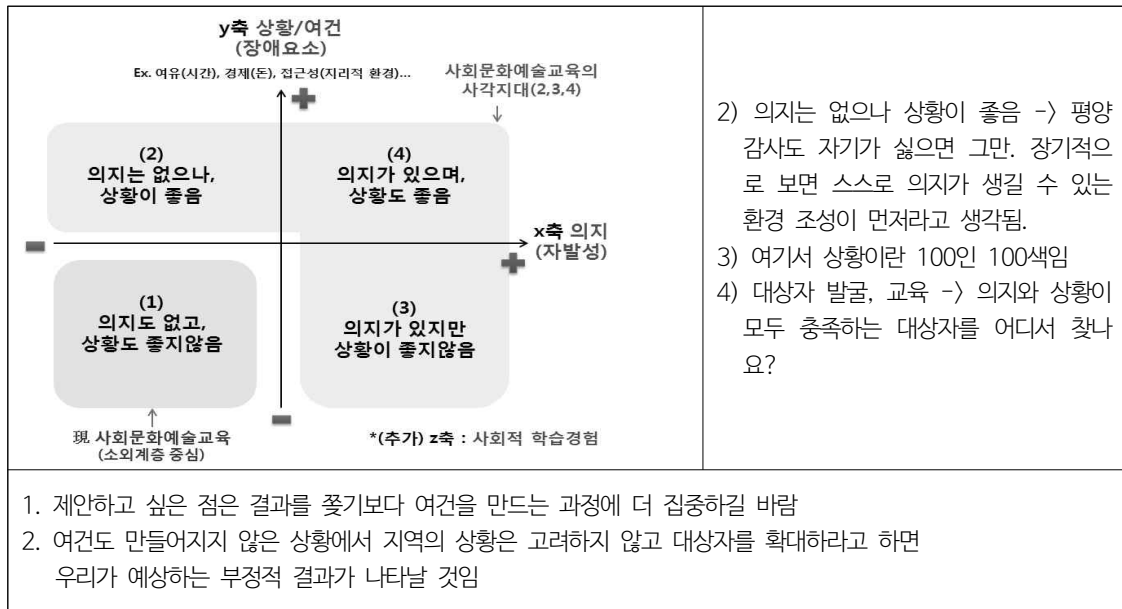 y축 상황/여건
(장애요소)
Ex. 여유(시간), 경제(돈), 접근성(지리적 환경)...
사회문화예술교육의
사각지대(2,3,4)
(2)
의지는 없으나,
상황이 좋음
(4)
의지가 있으며,
상황도 좋음
x축 의지
(자발성)
(1)
의지도 없고,
상황도 좋지않음
(3)
의지가 있지만
상황이 좋지않음
現 사회문화예술교육
(소외계층 중심)
*(추가) z축 : 사회적 학습경험
2) 의지는 없으나 상황이 좋음 -> 평양
감사도 자기가 싫으면 그만. 장기적으
로 보면 스스로 의지가 생길 수 있는
환경 조성이 먼저라고 생각됨.
3) 여기서 상황이란 100인 100색임
4) 대상자 발굴, 교육 -> 의지와 상황이
모두 충족하는 대상자를 어디서 찾나
요?
1. 제안하고 싶은 점은 결과를 쫓기보다 여건을 만드는 과정에 더 집중하길 바람
2. 여건도 만들어지지 않은 상황에서 지역의 상황은 고려하지 않고 대상자를 확대하라고 하면
우리가 예상하는 부정적 결과가 나타날 것임